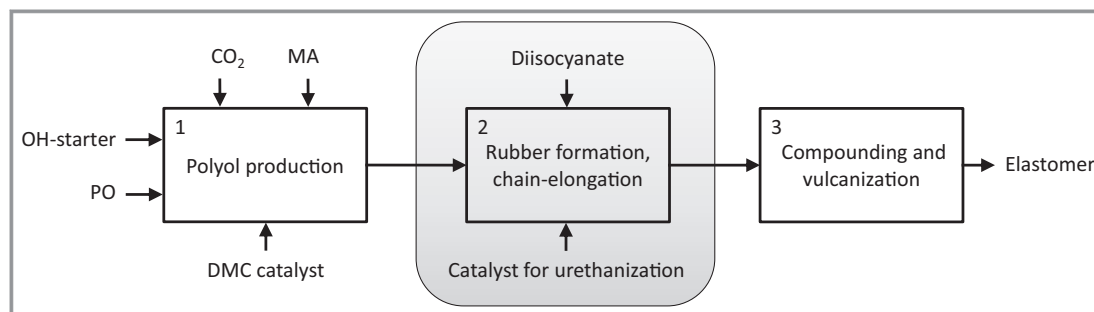 CO₂ MA
Diisocyanate
OH-starter
PO
1
Polyol production
2
Rubber formation,
chain-elongation
3
Compounding and
vulcanization
Elastomer
DMC catalyst
Catalyst for urethanization